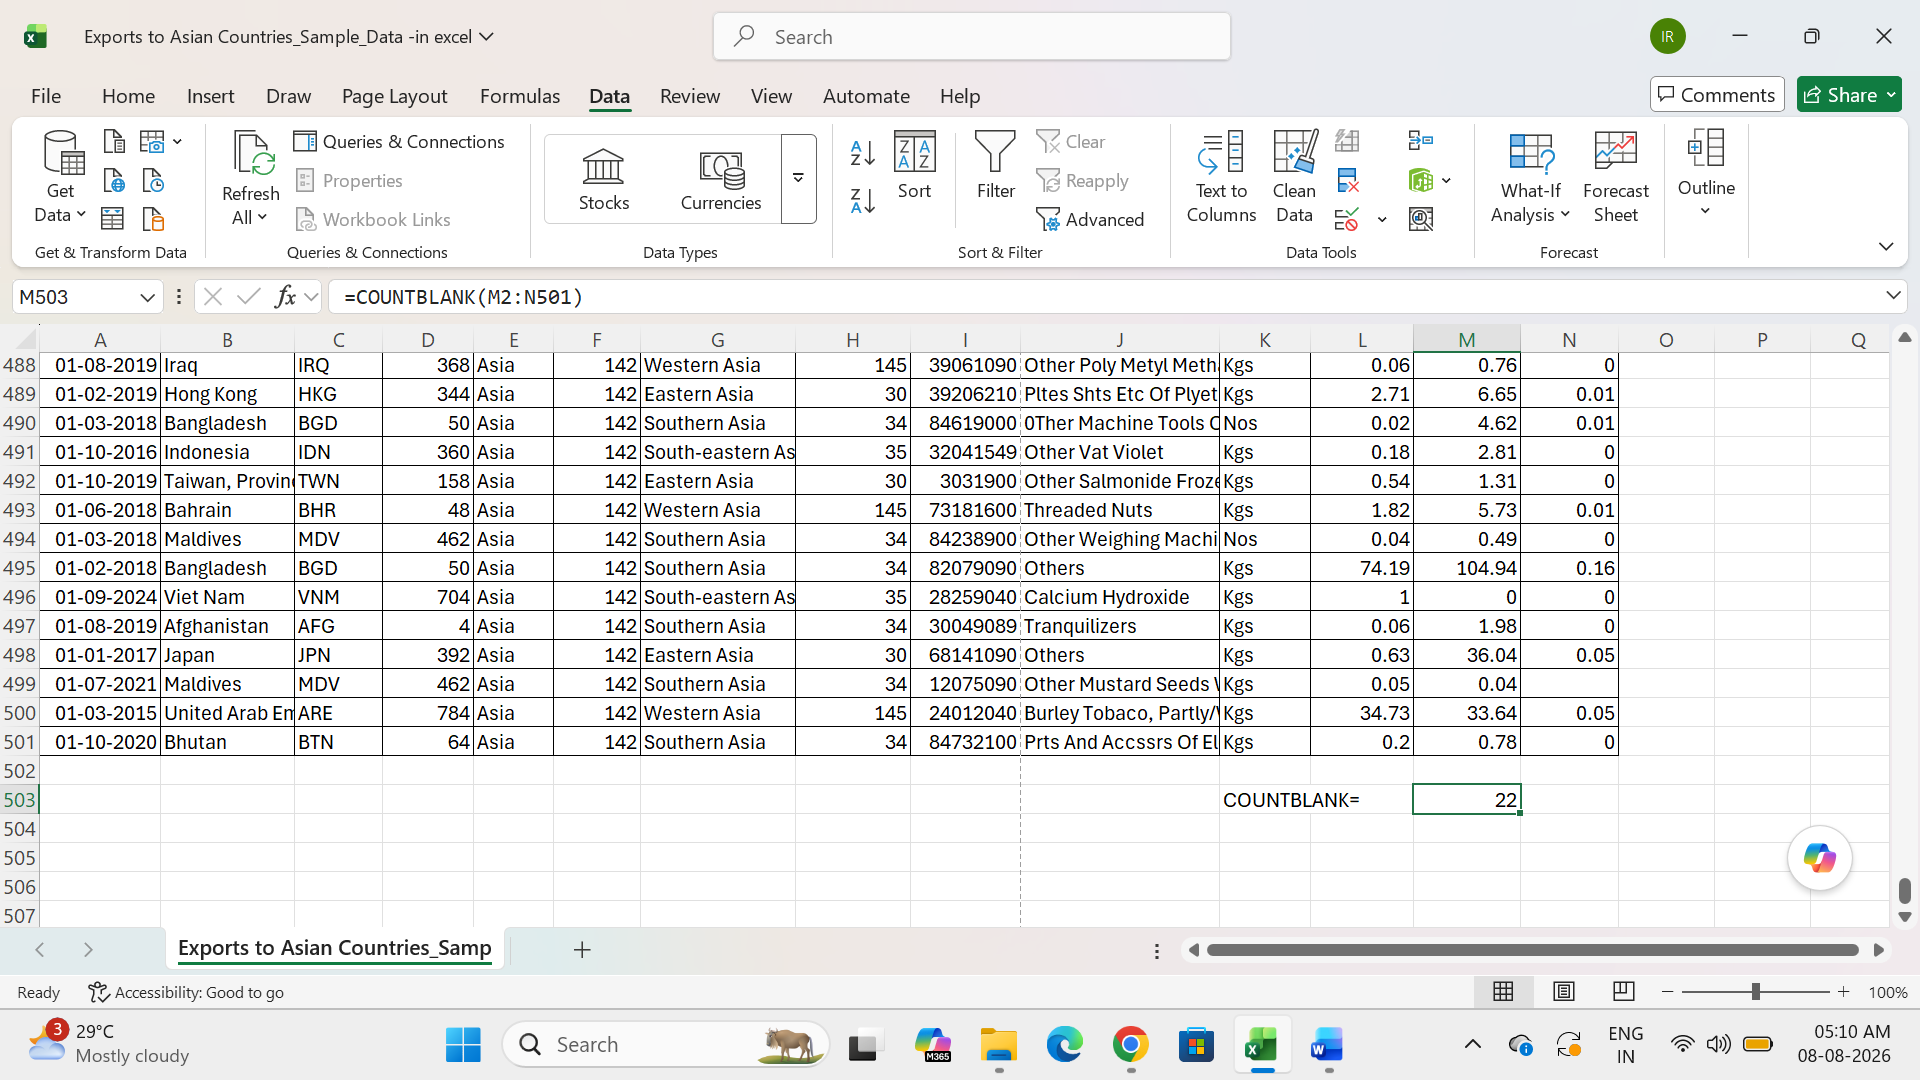 Exports to Asian Countries_Sample_Data -in excel
Search
IR
File Home Insert Draw Page Layout Formulas Data Review View Automate Help
Comments Share
Get Data
Refresh All
Queries & Connections
Properties
Workbook Links
Stocks
Currencies
Sort
Filter
Clear
Reapply
Advanced
Text to Columns
Clean Data
What-If Analysis
Forecast Sheet
Outline
Get & Transform Data
Queries & Connections
Data Types
Sort & Filter
Data Tools
Forecast
M503 fx =COUNTBLANK(M2:N501)
A B C D E F G H I J K L M N O P Q
488 01-08-2019 Iraq IRQ 368 Asia 142 Western Asia 145 39061090 Other Poly Metyl Meth Kgs 0.06 0.76 0
489 01-02-2019 Hong Kong HKG 344 Asia 142 Eastern Asia 30 39206210 Pltes Shts Etc Of Plyet Kgs 2.71 6.65 0.01
490 01-03-2018 Bangladesh BGD 50 Asia 142 Southern Asia 34 84619000 0Ther Machine Tools C Nos 0.02 4.62 0.01
491 01-10-2016 Indonesia IDN 360 Asia 142 South-eastern As 35 32041549 Other Vat Violet Kgs 0.18 2.81 0
492 01-10-2019 Taiwan, Provin TWN 158 Asia 142 Eastern Asia 30 3031900 Other Salmonide Froze Kgs 0.54 1.31 0
493 01-06-2018 Bahrain BHR 48 Asia 142 Western Asia 145 73181600 Threaded Nuts Kgs 1.82 5.73 0.01
494 01-03-2018 Maldives MDV 462 Asia 142 Southern Asia 34 84238900 Other Weighing Machi Nos 0.04 0.49 0
495 01-02-2018 Bangladesh BGD 50 Asia 142 Southern Asia 34 82079090 Others Kgs 74.19 104.94 0.16
496 01-09-2024 Viet Nam VNM 704 Asia 142 South-eastern As 35 28259040 Calcium Hydroxide Kgs 1 0 0
497 01-08-2019 Afghanistan AFG 4 Asia 142 Southern Asia 34 30049089 Tranquilizers Kgs 0.06 1.98 0
498 01-01-2017 Japan JPN 392 Asia 142 Eastern Asia 30 68141090 Others Kgs 0.63 36.04 0.05
499 01-07-2021 Maldives MDV 462 Asia 142 Southern Asia 34 12075090 Other Mustard Seeds W Kgs 0.05 0.04
500 01-03-2015 United Arab Em ARE 784 Asia 142 Western Asia 145 24012040 Burley Tobaco, Partly/ Kgs 34.73 33.64 0.05
501 01-10-2020 Bhutan BTN 64 Asia 142 Southern Asia 34 84732100 Prts And Accssrs Of El Kgs 0.2 0.78 0
502
503 COUNTBLANK= 22
504
505
506
507
Exports to Asian Countries_Samp
Ready Accessibility: Good to go 100%
3 29°C
Mostly cloudy
Search
M365
ENG
IN
05:10 AM
08-08-2026